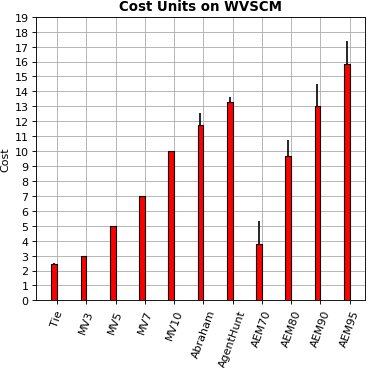 Cost Units on WVSCM
19
18
17
16
15
14
13
12
11
10
9
8
7
6
5
4
3
2
1
0
Cost
Tie
MV3
MV5
MV7
MV10
Abraham
AgentHunt
AEM70
AEM80
AEM90
AEM95